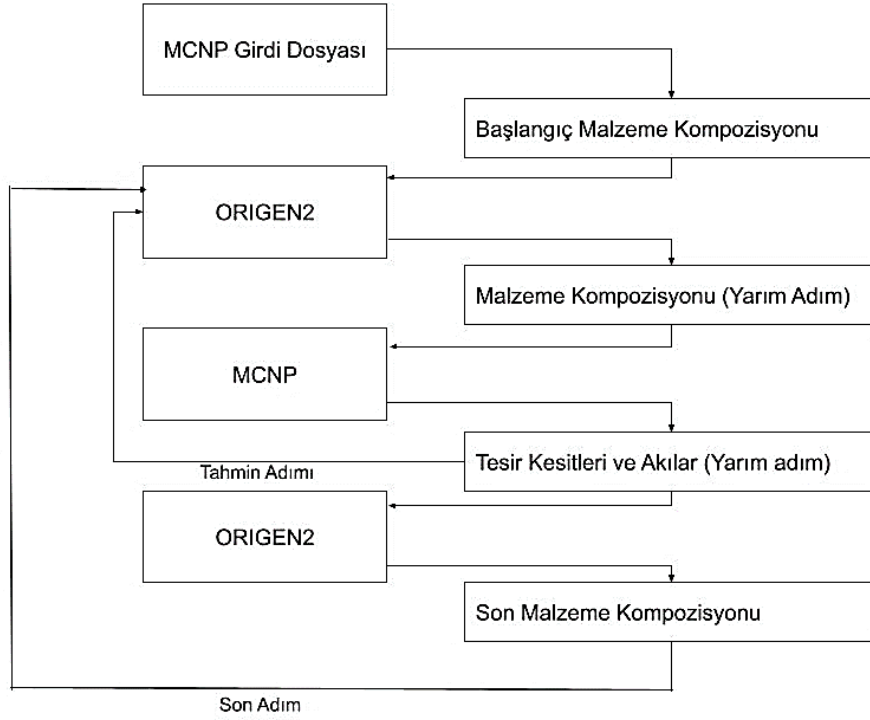 MCNP Girdi Dosyası
Başlangıç Malzeme Kompozisyonu
ORIGEN2
Malzeme Kompozisyonu (Yarım Adım)
MCNP
Tesir Kesitleri ve Akılar (Yarım adım)
Tahmin Adımı
ORIGEN2
Son Malzeme Kompozisyonu
Son Adım